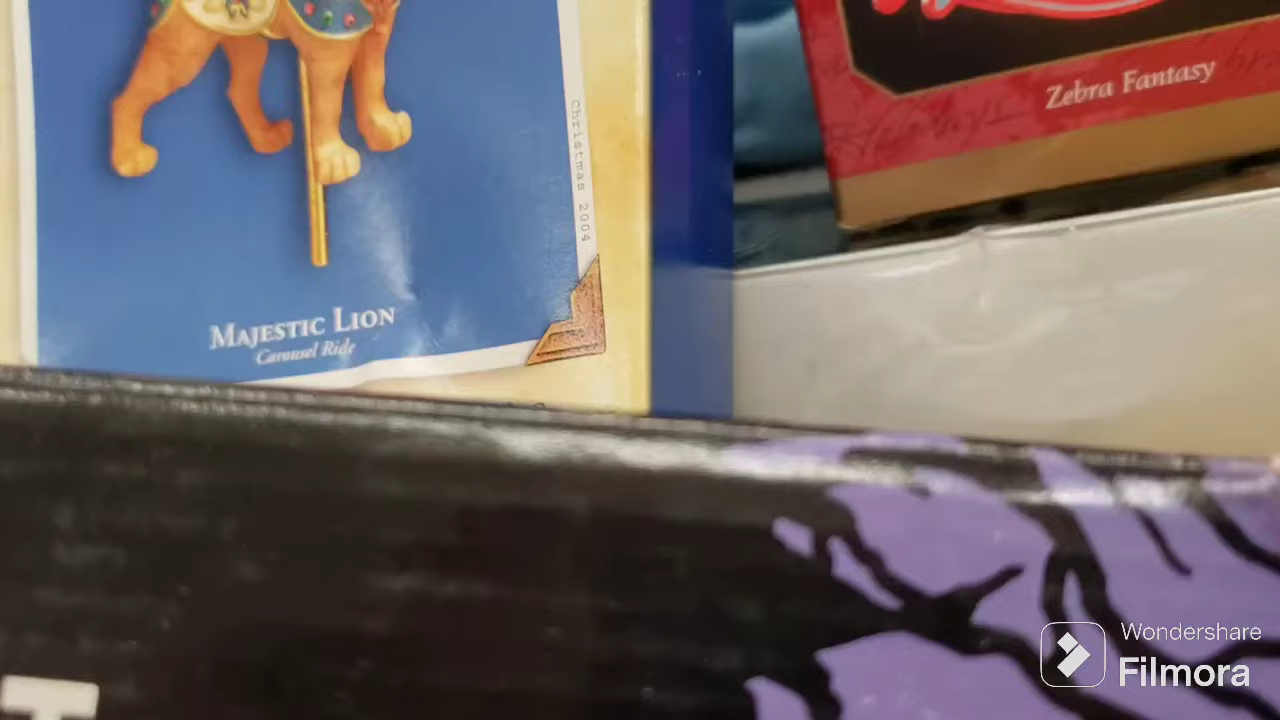 Zebra Fantasy
Christmas 2004
MAJESTIC LION
Carousel Ride
Wondershare
Filmora